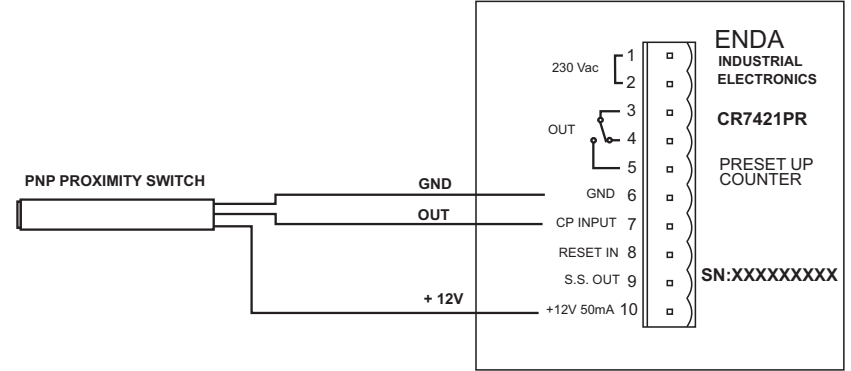 ENDA
INDUSTRIAL
ELECTRONICS
CR7421PR
PRESET UP
COUNTER
SN:XXXXXXXXX
230 Vac
1
2
OUT
3
4
5
GND 6
CP INPUT 7
RESET IN 8
S.S. OUT 9
+12V 50mA 10
PNP PROXIMITY SWITCH
GND
OUT
+ 12V